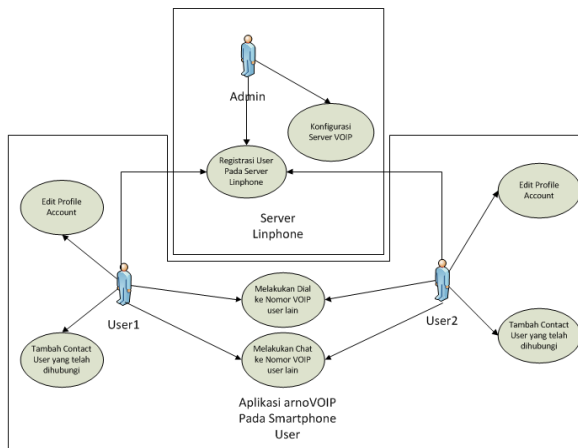 Admin
Konfigurasi
Server VOIP
Registrasi User
Pada Server
Linphone
Server
Linphone
Edit Profile
Account
Edit Profile
Account
User1
User2
Melakukan Dial
ke Nomor VOIP
user lain
Tambah Contact
User yang telah
dihubungi
Melakukan Chat
ke Nomor VOIP
user lain
Tambah Contact
User yang telah
dihubungi
Aplikasi arnoVOIP
Pada Smartphone
User